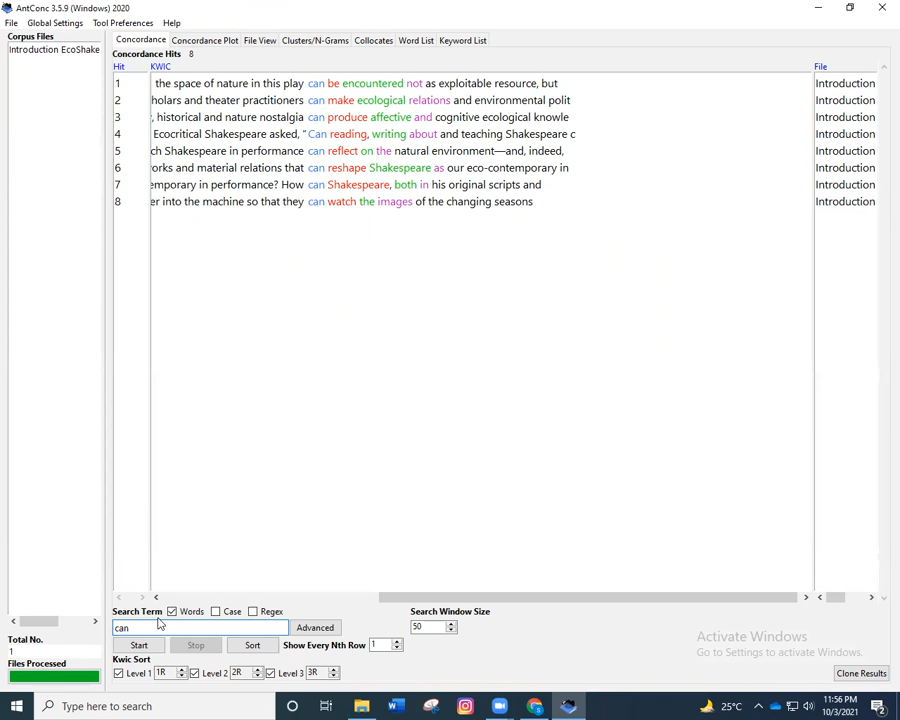 AntConc 3.5.9 (Windows) 2020
File Global Settings Tool Preferences Help
Corpus Files
Introduction EcoShake
Concordance Concordance Plot File View Clusters/N-Grams Collocates Word List Keyword List
Concordance Hits 8
Hit KWIC File
1 the space of nature in this play can be encountered not as exploitable resource, but Introduction
2 holars and theater practitioners can make ecological relations and environmental polit Introduction
3 , historical and nature nostalgia can produce affective and cognitive ecological knowle Introduction
4 Ecocritical Shakespeare asked, "Can reading, writing about and teaching Shakespeare c Introduction
5 ch Shakespeare in performance can reflect on the natural environment—and, indeed, Introduction
6 orks and material relations that can reshape Shakespeare as our eco-contemporary in Introduction
7 emporary in performance? How can Shakespeare, both in his original scripts and Introduction
8 er into the machine so that they can watch the images of the changing seasons Introduction
Search Term Words Case Regex Search Window Size
can Advanced 50
Start Stop Sort Show Every Nth Row 1
Kwic Sort
Level 1 1R Level 2 2R Level 3 3R
Total No.
1
Files Processed
Activate Windows
Go to Settings to activate Windows.
Clone Results
Type here to search
25°C
11:56 PM
10/3/2021
2